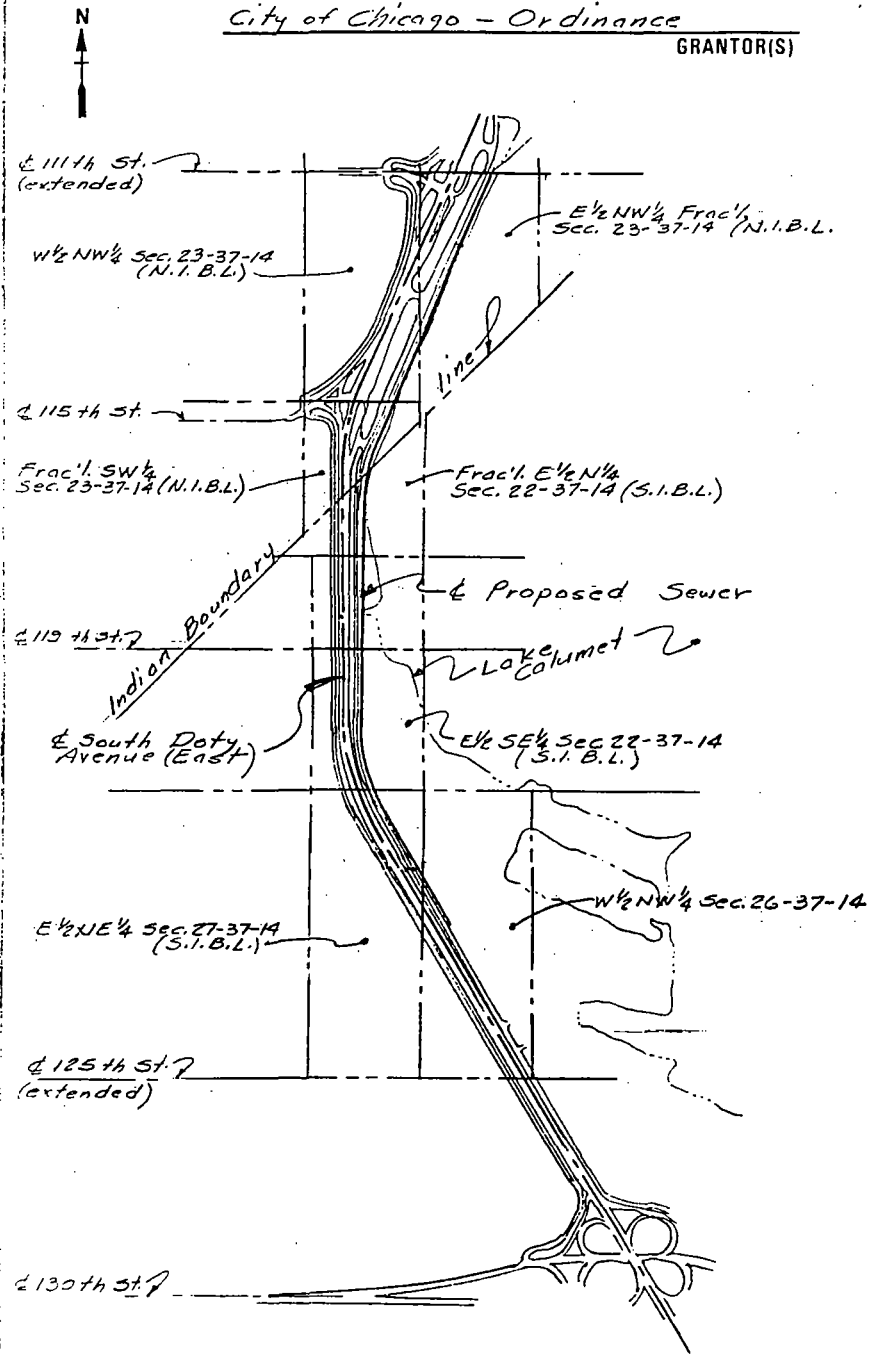 N
City of Chicago - Ordinance
GRANTOR(S)
℄ 111th St.
(extended)
E½ NW¼ Frac'l.
Sec. 23-37-14 (N.I.B.L.
W½ NW¼ Sec. 23-37-14
(N.I.B.L.)
line
℄ 115th St.
Frac'l. SW¼
Sec. 23-37-14 (N.I.B.L.)
Frac'l. E½ N¼
Sec. 22-37-14 (S.I.B.L.)
Indian Boundary
℄ Proposed Sewer
℄ 119th St.
Lake
Calumet
℄ South Doty
Avenue (East)
E½ SE¼ Sec 22-37-14
(S.I.B.L.)
W½ NW¼ Sec. 26-37-14
E½ NE¼ Sec. 27-37-14
(S.I.B.L.)
℄ 125th St.
(extended)
℄ 130th St.